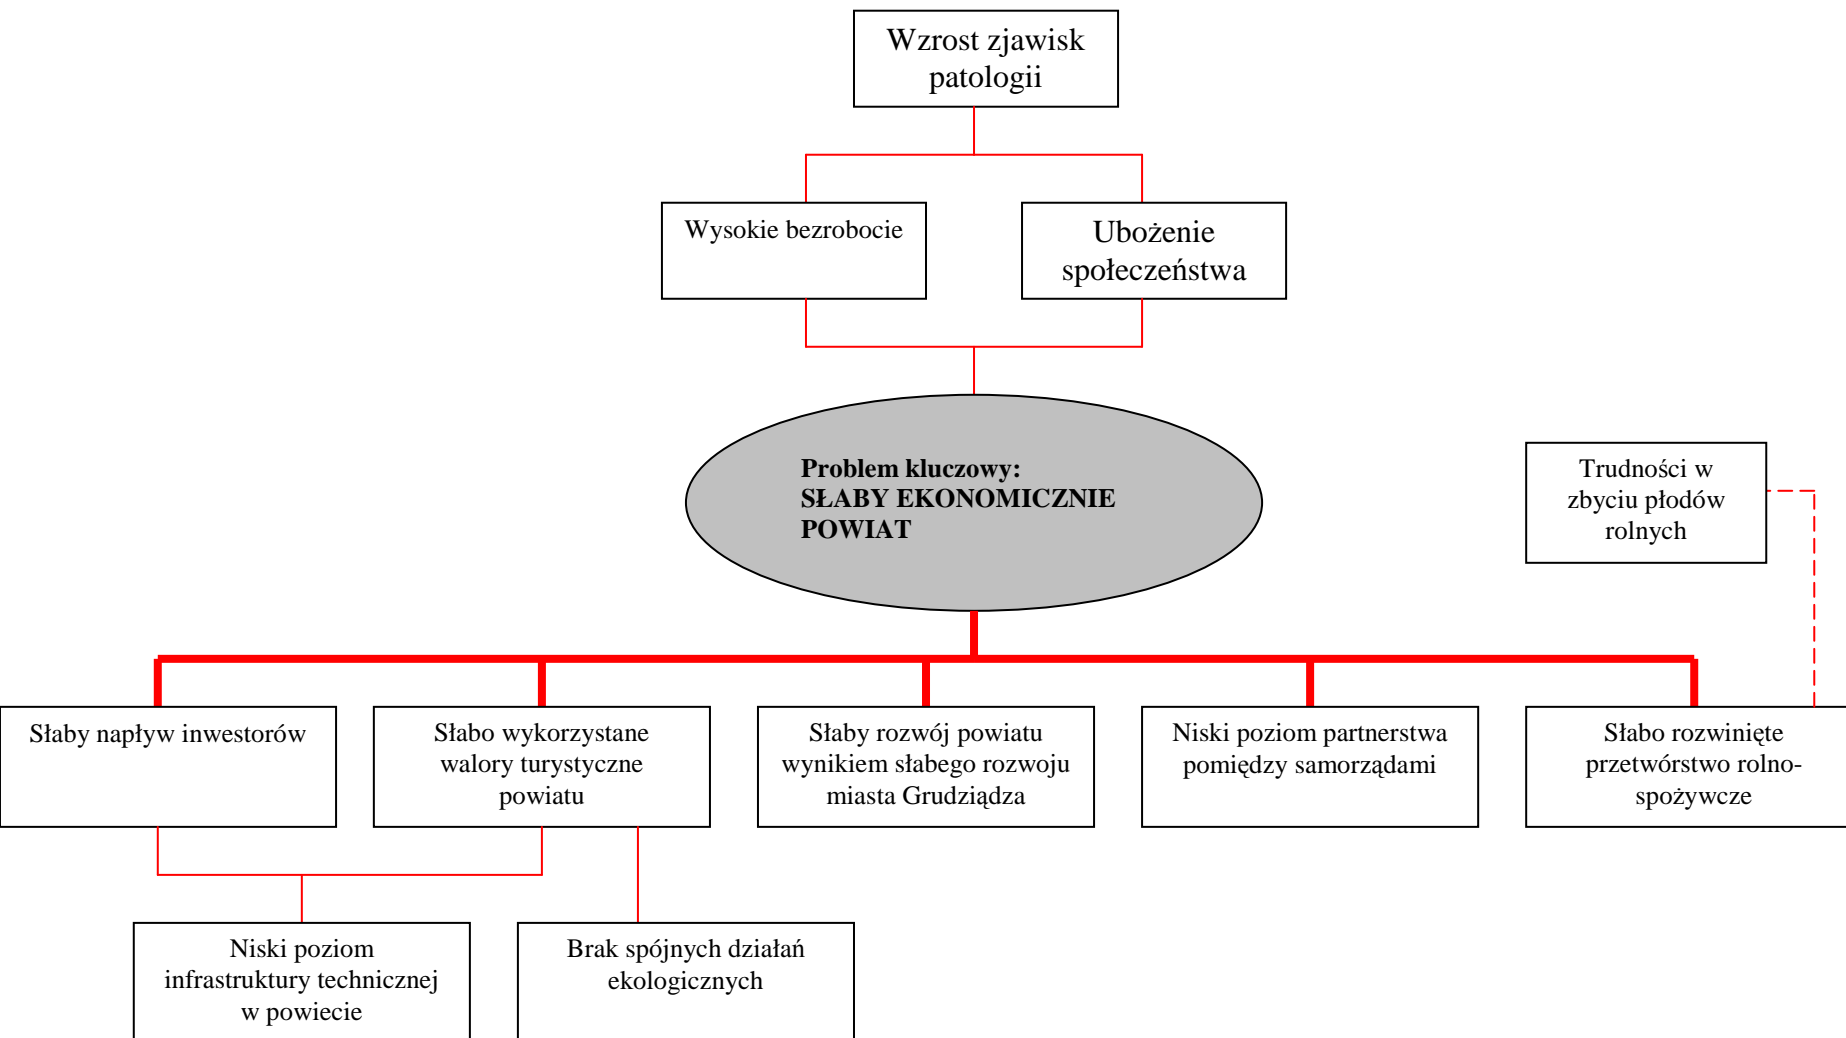 Wzrost zjawisk
patologii
Wysokie bezrobocie
Ubożenie
społeczeństwa
Problem kluczowy:
SŁABY EKONOMICZNIE
POWIAT
Trudności w
zbyciu płodów
rolnych
Słaby napływ inwestorów
Słabo wykorzystane
walory turystyczne
powiatu
Słaby rozwój powiatu
wynikiem słabego rozwoju
miasta Grudziądza
Niski poziom partnerstwa
pomiędzy samorządami
Słabo rozwinięte
przetwórstwo rolno-
spożywcze
Niski poziom
infrastruktury technicznej
w powiecie
Brak spójnych działań
ekologicznych